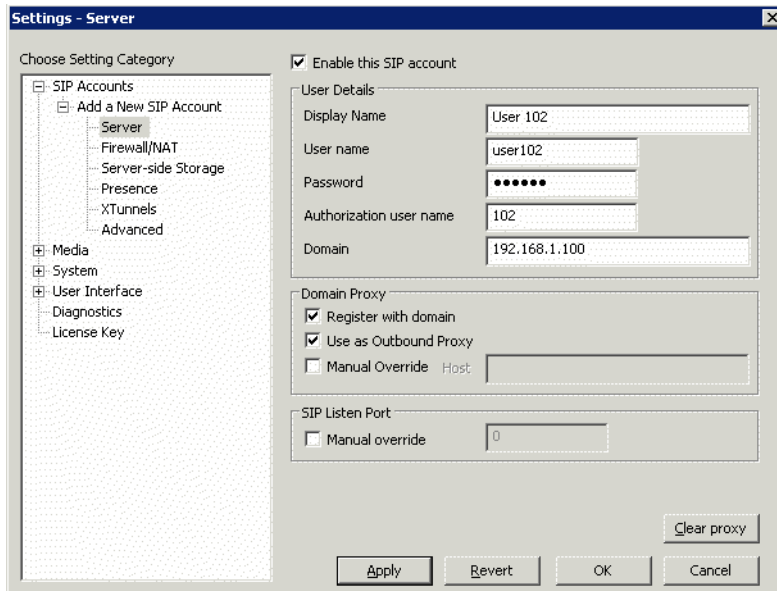 Settings - Server
Choose Setting Category
SIP Accounts
Add a New SIP Account
Server
Firewall/NAT
Server-side Storage
Presence
XTunnels
Advanced
Media
System
User Interface
Diagnostics
License Key
Enable this SIP account
User Details
Display Name User 102
User name user102
Password ●●●●●●
Authorization user name 102
Domain 192.168.1.100
Domain Proxy
Register with domain
Use as Outbound Proxy
Manual Override Host
SIP Listen Port
Manual override 0
Clear proxy
Apply Revert OK Cancel